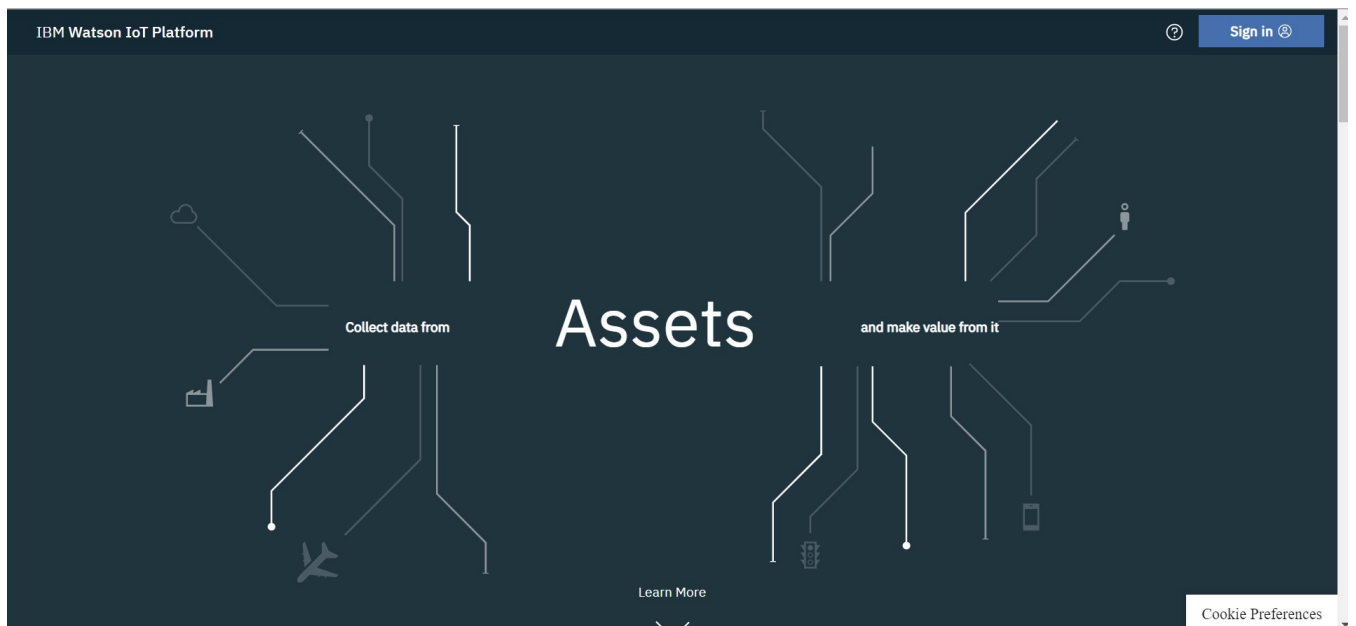 IBM Watson IoT Platform
Sign in
Collect data from
Assets
and make value from it
Learn More
Cookie Preferences